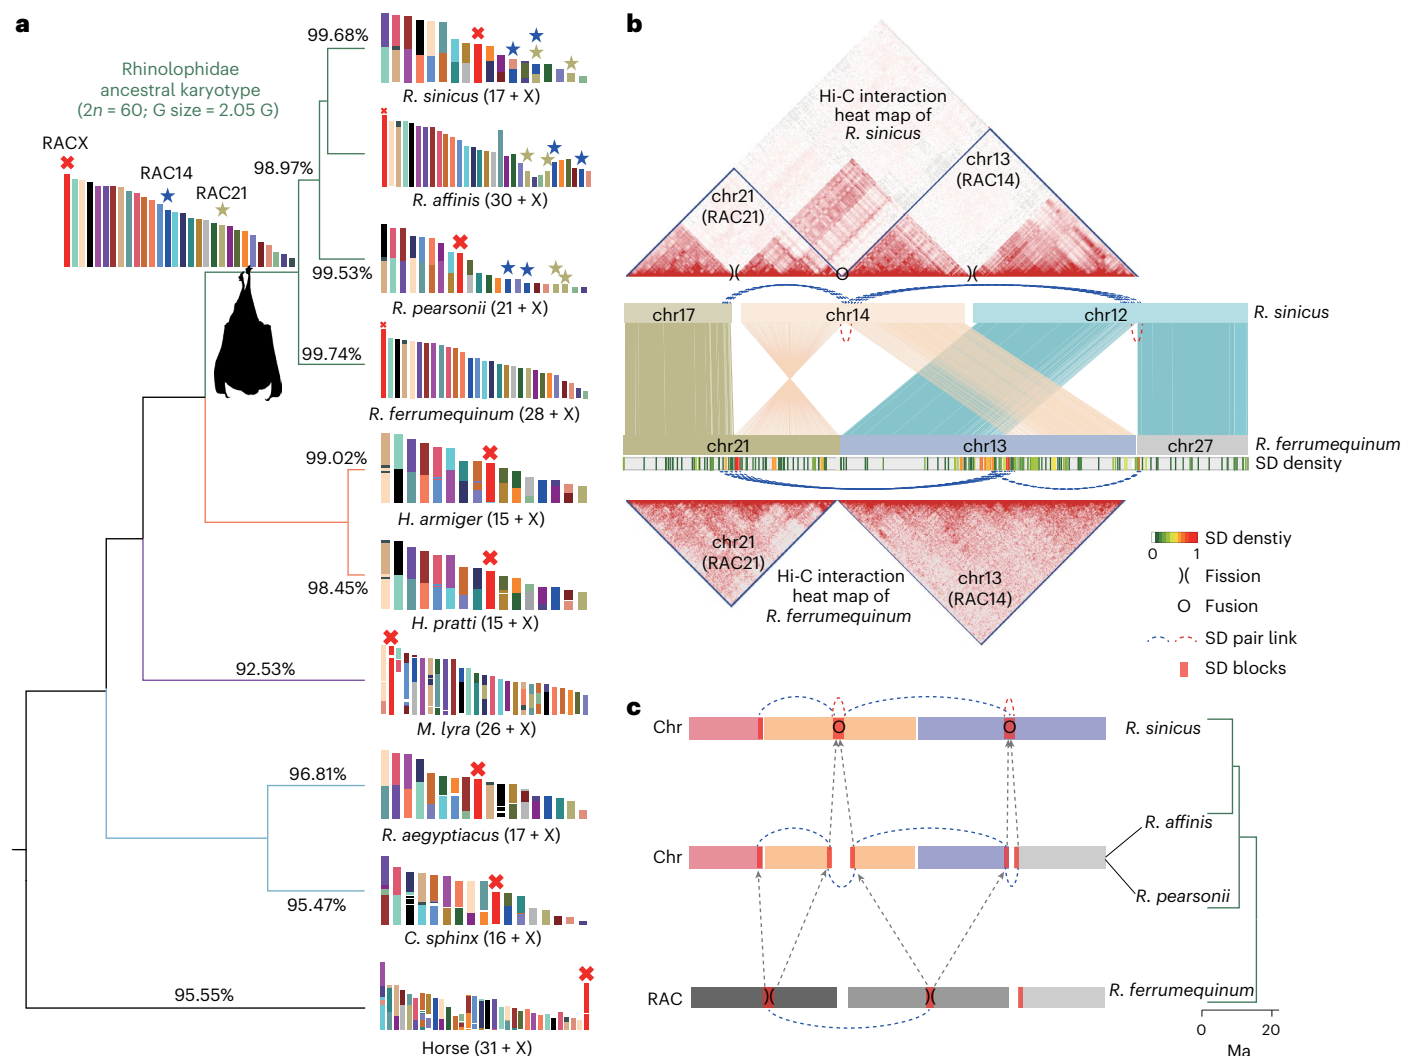 a
Rhinolophidae
ancestral karyotype
(2n = 60; G size = 2.05 G)
RACX
RAC14
RAC21
99.68%
R. sinicus (17 + X)
98.97%
R. affinis (30 + X)
99.53%
R. pearsonii (21 + X)
99.74%
R. ferrumequinum (28 + X)
99.02%
H. armiger (15 + X)
98.45%
H. pratti (15 + X)
92.53%
M. lyra (26 + X)
96.81%
R. aegyptiacus (17 + X)
95.47%
C. sphinx (16 + X)
95.55%
Horse (31 + X)
b
Hi-C interaction
heat map of
R. sinicus
chr21
(RAC21)
chr13
(RAC14)
)(
O
)(
chr17
chr14
chr12
R. sinicus
chr21
chr13
chr27
R. ferrumequinum
SD density
chr21
(RAC21)
Hi-C interaction
heat map of
R. ferrumequinum
chr13
(RAC14)
SD denstiy
0 1
)( Fission
O Fusion
SD pair link
SD blocks
c
Chr
O
O
R. sinicus
Chr
R. affinis
R. pearsonii
RAC
)(
)(
R. ferrumequinum
0 20
Ma